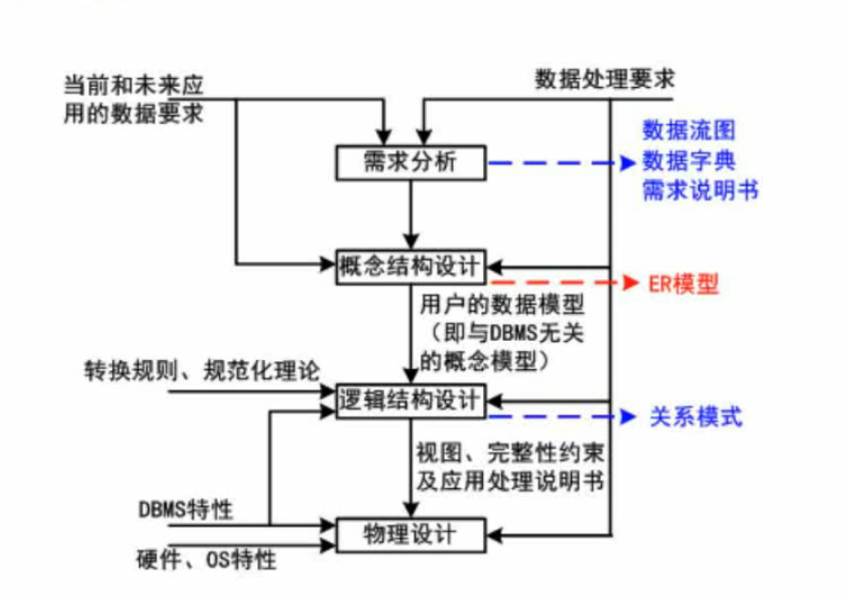 当前和未来应
用的数据要求
数据处理要求
数据流图
需求分析
数据字典
需求说明书
概念结构设计
ER模型
用户的数据模型
（即与DBMS无关
的概念模型）
转换规则、规范化理论
逻辑结构设计
关系模式
视图、完整性约束
及应用处理说明书
DBMS特性
物理设计
硬件、OS特性